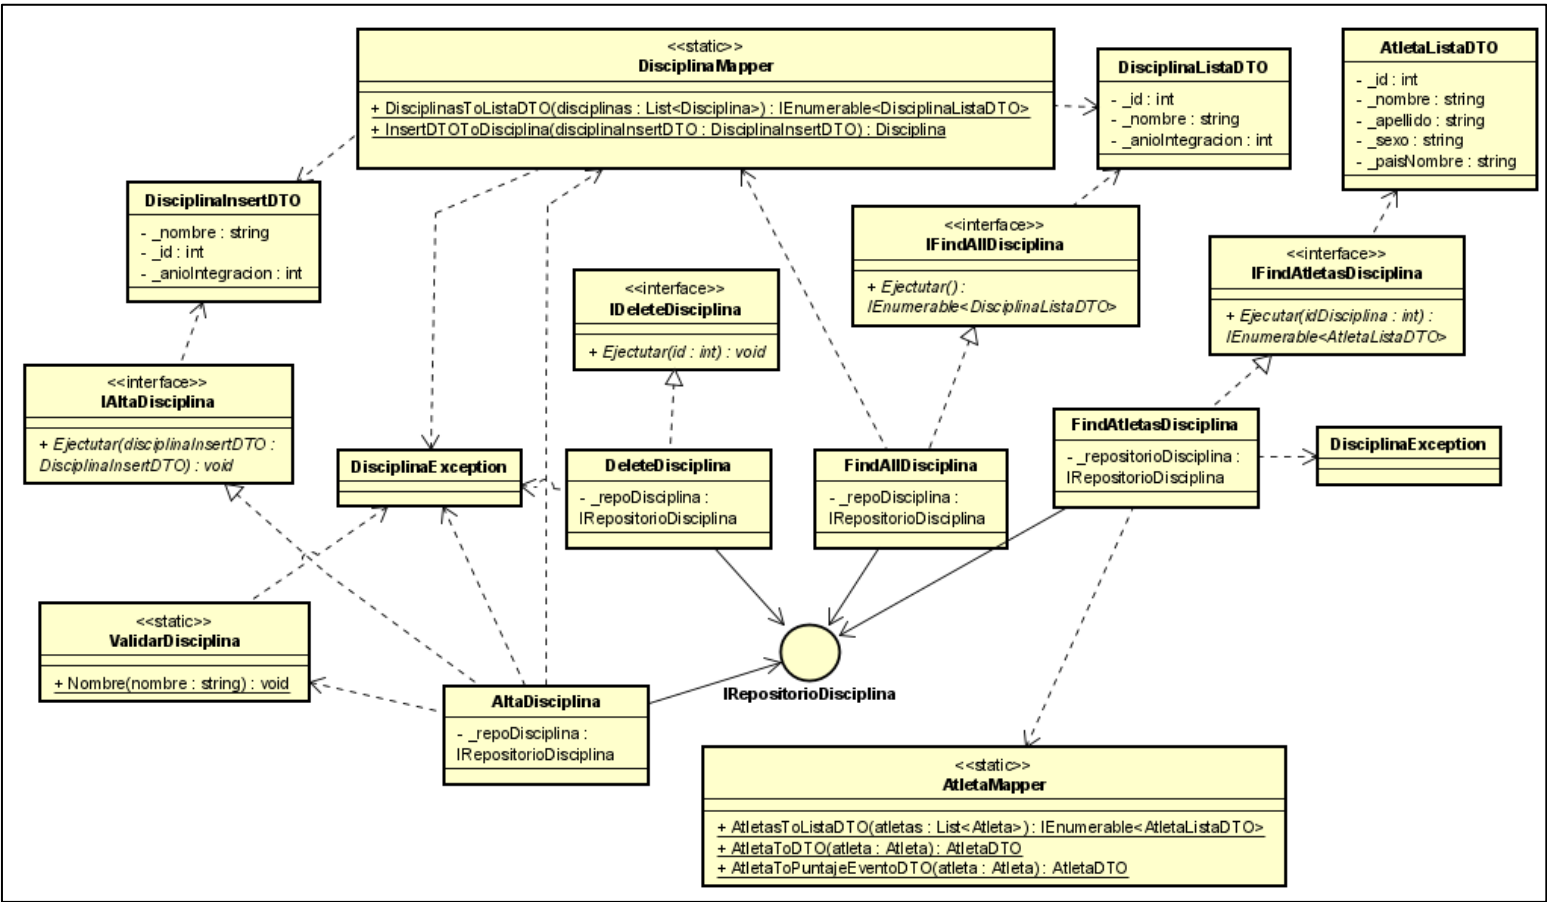 <<static>>
DisciplinaMapper
+ DisciplinasToListaDTO(disciplinas : List<Disciplina>) : IEnumerable<DisciplinaListaDTO>
+ InsertDTOToDisciplina(disciplinaInsertDTO : DisciplinaInsertDTO) : Disciplina
DisciplinaListaDTO
- _id : int
- _nombre : string
- _anioIntegracion : int
AtletaListaDTO
- _id : int
- _nombre : string
- _apellido : string
- _sexo : string
- _paisNombre : string
DisciplinaInsertDTO
- _nombre : string
- _id : int
- _anioIntegracion : int
<<interface>>
IDeleteDisciplina
+ Ejectutar(id : int) : void
<<interface>>
IFindAllDisciplina
+ Ejectutar() :
IEnumerable<DisciplinaListaDTO>
<<interface>>
IFindAtletasDisciplina
+ Ejecutar(idDisciplina : int) :
IEnumerable<AtletaListaDTO>
<<interface>>
IAltaDisciplina
+ Ejectutar(disciplinaInsertDTO :
DisciplinaInsertDTO) : void
DisciplinaException
DeleteDisciplina
- _repoDisciplina :
IRepositorioDisciplina
FindAllDisciplina
- _repoDisciplina :
IRepositorioDisciplina
FindAtletasDisciplina
- _repositorioDisciplina :
IRepositorioDisciplina
DisciplinaException
<<static>>
ValidarDisciplina
+ Nombre(nombre : string) : void
AltaDisciplina
- _repoDisciplina :
IRepositorioDisciplina
IRepositorioDisciplina
<<static>>
AtletaMapper
+ AtletasToListaDTO(atletas : List<Atleta>) : IEnumerable<AtletaListaDTO>
+ AtletaToDTO(atleta : Atleta) : AtletaDTO
+ AtletaToPuntajeEventoDTO(atleta : Atleta) : AtletaDTO